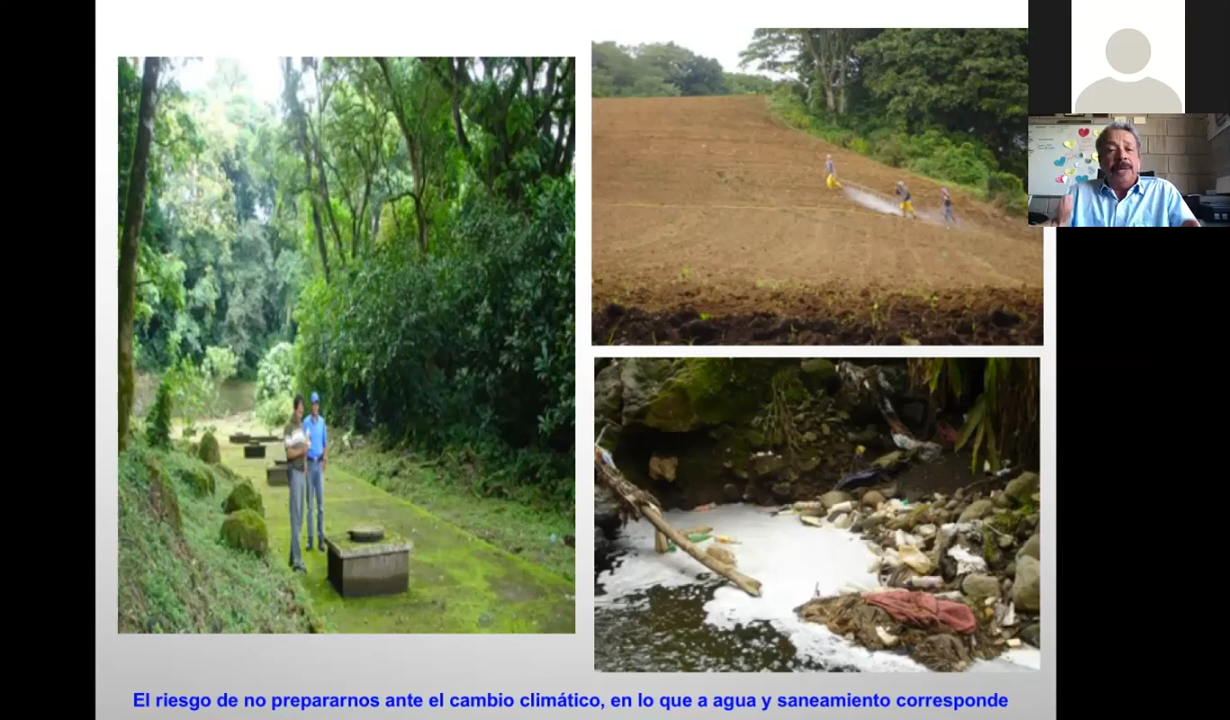 El riesgo de no prepararnos ante el cambio climático, en lo que a agua y saneamiento corresponde